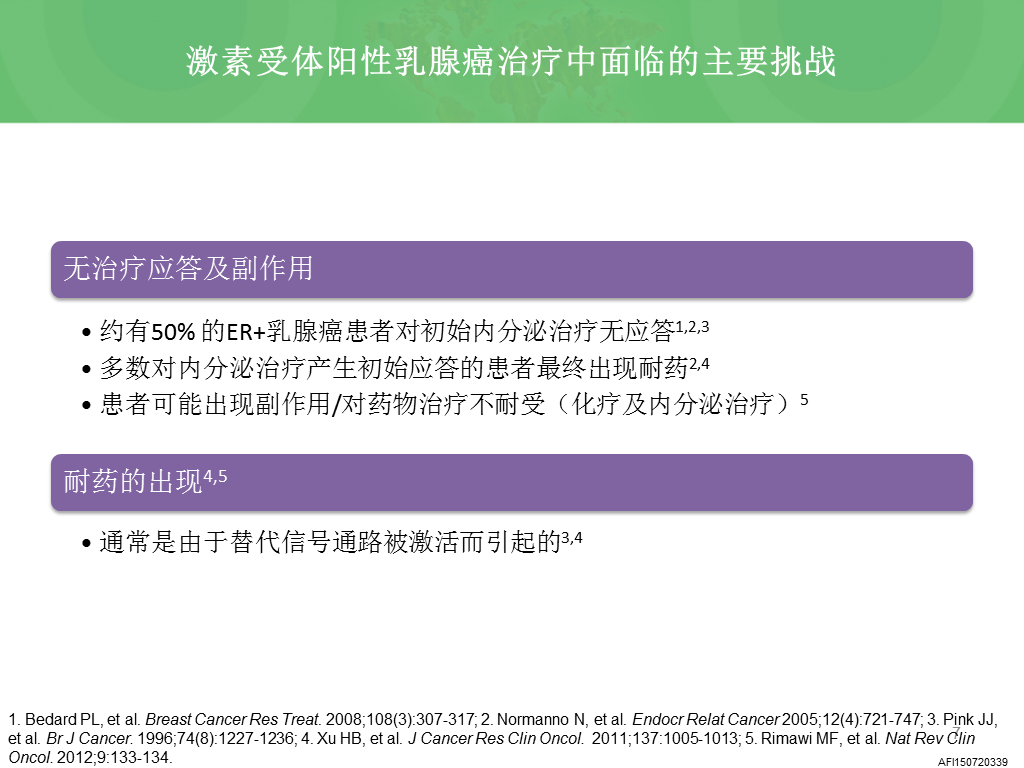 激素受体阳性乳腺癌治疗中面临的主要挑战
无治疗应答及副作用
• 约有50% 的ER+乳腺癌患者对初始内分泌治疗无应答1,2,3
• 多数对内分泌治疗产生初始应答的患者最终出现耐药2,4
• 患者可能出现副作用/对药物治疗不耐受（化疗及内分泌治疗）5
耐药的出现4,5
• 通常是由于替代信号通路被激活而引起的3,4
1. Bedard PL, et al. Breast Cancer Res Treat. 2008;108(3):307-317; 2. Normanno N, et al. Endocr Relat Cancer 2005;12(4):721-747; 3. Pink JJ,
et al. Br J Cancer. 1996;74(8):1227-1236; 4. Xu HB, et al. J Cancer Res Clin Oncol. 2011;137:1005-1013; 5. Rimawi MF, et al. Nat Rev Clin
Oncol. 2012;9:133-134.
7
AFI150720339